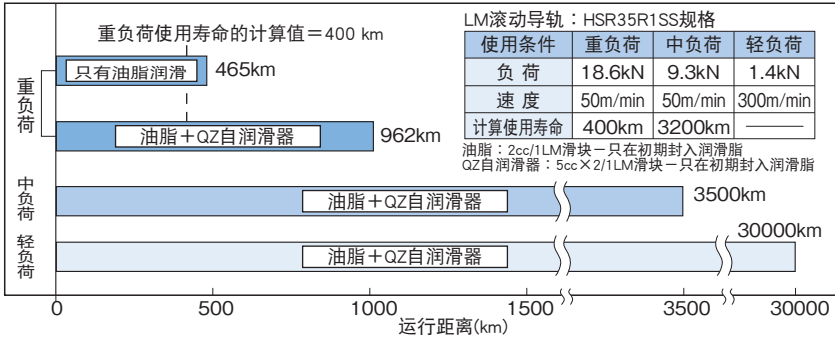 LM滚动导轨：HSR35R1SS规格
使用条件 重负荷 中负荷 轻负荷
负 荷 18.6kN 9.3kN 1.4kN
速 度 50m/min 50m/min 300m/min
计算使用寿命 400km 3200km ———
油脂：2cc/1LM滑块－只在初期封入润滑脂
QZ自润滑器：5cc×2/1LM滑块－只在初期封入润滑脂
重负荷使用寿命的计算值＝400 km
重负荷
只有油脂润滑 465km
油脂＋QZ自润滑器 962km
中负荷
油脂＋QZ自润滑器 3500km
轻负荷
油脂＋QZ自润滑器 30000km
0 500 1000 1500 3500 30000
运行距离(km)